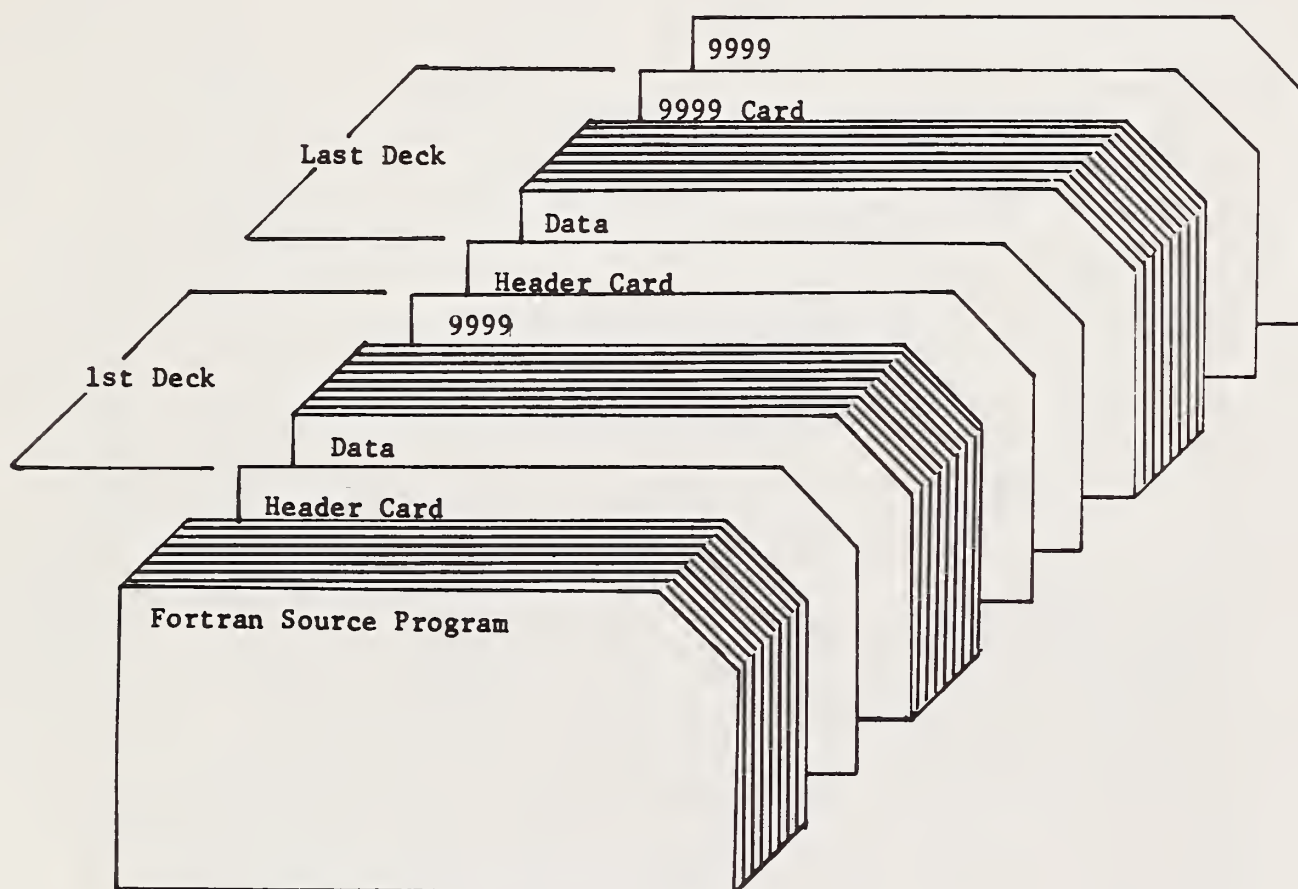 9999
9999 Card
Last Deck
Data
Header Card
9999
1st Deck
Data
Header Card
Fortran Source Program